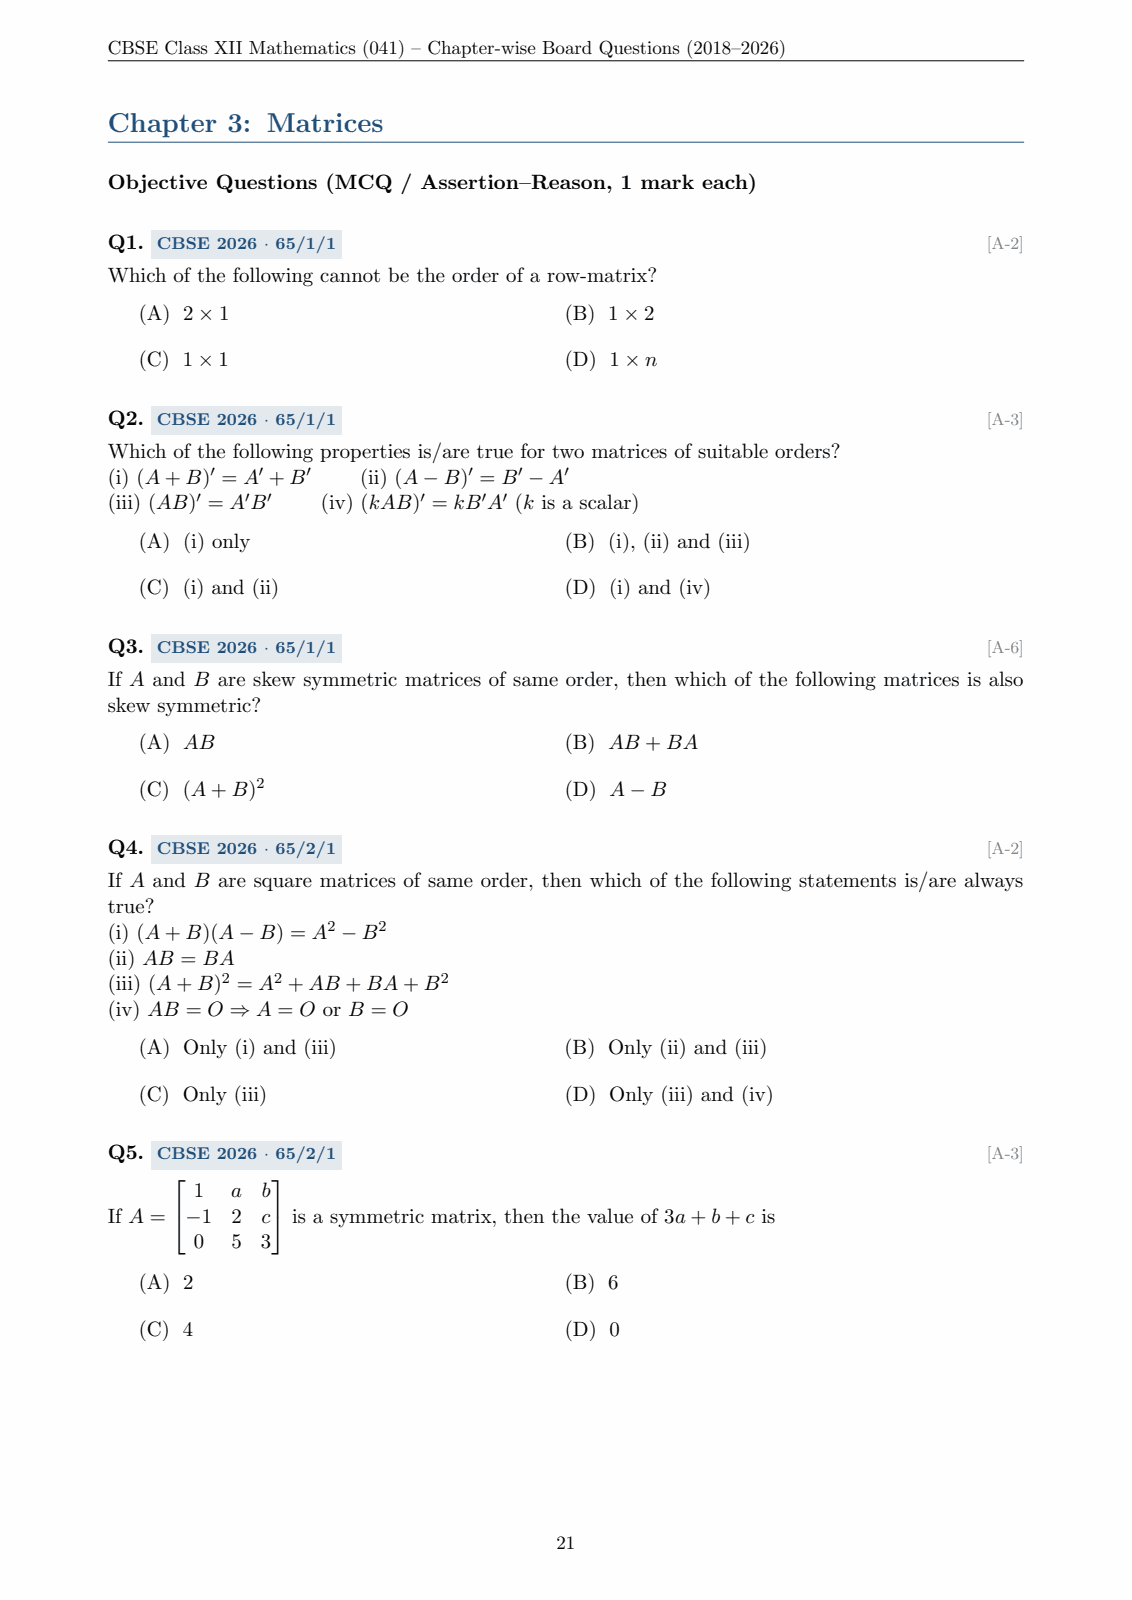 CBSE Class XII Mathematics (041) – Chapter-wise Board Questions (2018–2026)
Chapter 3: Matrices
Objective Questions (MCQ / Assertion–Reason, 1 mark each)
Q1. CBSE 2026 · 65/1/1 [A-2]
Which of the following cannot be the order of a row-matrix?
(A) 2 × 1 (B) 1 × 2
(C) 1 × 1 (D) 1 × n
Q2. CBSE 2026 · 65/1/1 [A-3]
Which of the following properties is/are true for two matrices of suitable orders?
(i) (A + B)′ = A′ + B′ (ii) (A − B)′ = B′ − A′
(iii) (AB)′ = A′B′ (iv) (kAB)′ = kB′A′ (k is a scalar)
(A) (i) only (B) (i), (ii) and (iii)
(C) (i) and (ii) (D) (i) and (iv)
Q3. CBSE 2026 · 65/1/1 [A-6]
If A and B are skew symmetric matrices of same order, then which of the following matrices is also
skew symmetric?
(A) AB (B) AB + BA
(C) (A + B)² (D) A − B
Q4. CBSE 2026 · 65/2/1 [A-2]
If A and B are square matrices of same order, then which of the following statements is/are always
true?
(i) (A + B)(A − B) = A² − B²
(ii) AB = BA
(iii) (A + B)² = A² + AB + BA + B²
(iv) AB = O ⇒ A = O or B = O
(A) Only (i) and (iii) (B) Only (ii) and (iii)
(C) Only (iii) (D) Only (iii) and (iv)
Q5. CBSE 2026 · 65/2/1 [A-3]
1 a b
If A = −1 2 c is a symmetric matrix, then the value of 3a + b + c is
0 5 3
(A) 2 (B) 6
(C) 4 (D) 0
21